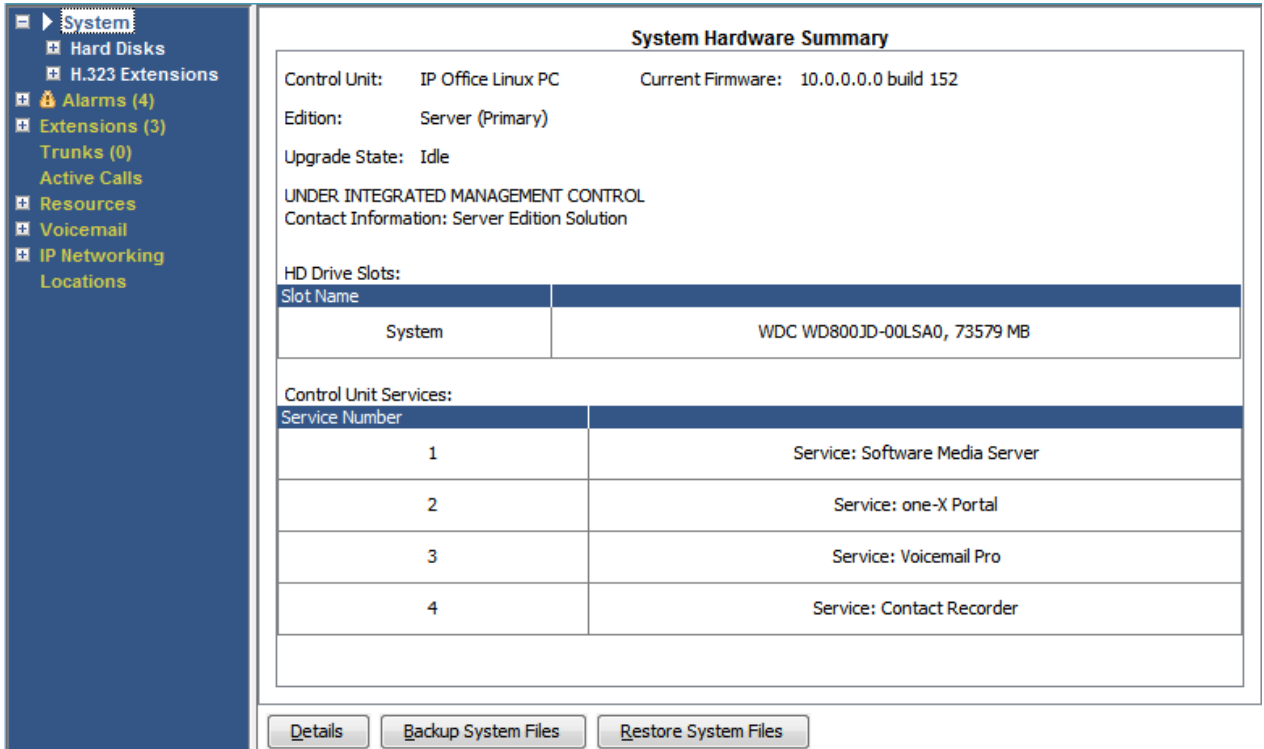 System
Hard Disks
H.323 Extensions
Alarms (4)
Extensions (3)
Trunks (0)
Active Calls
Resources
Voicemail
IP Networking
Locations
System Hardware Summary
Control Unit: IP Office Linux PC Current Firmware: 10.0.0.0.0 build 152
Edition: Server (Primary)
Upgrade State: Idle
UNDER INTEGRATED MANAGEMENT CONTROL
Contact Information: Server Edition Solution
HD Drive Slots:
Slot Name
System WDC WD800JD-00LSA0, 73579 MB
Control Unit Services:
Service Number
1 Service: Software Media Server
2 Service: one-X Portal
3 Service: Voicemail Pro
4 Service: Contact Recorder
Details Backup System Files Restore System Files